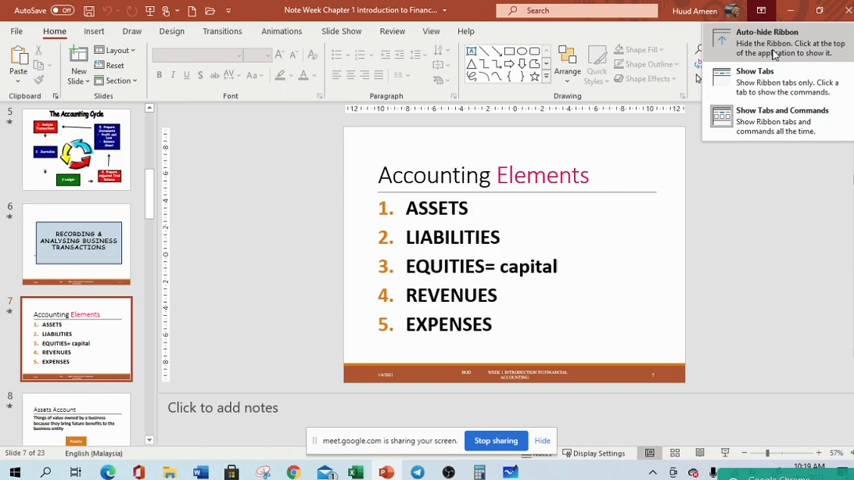 AutoSave Off
Note Week Chapter 1 Introduction to Financ...
Search
Huud Ameen
File Home Insert Draw Design Transitions Animations Slide Show Review View Help
Paste
New
Slide
Layout
Reset
Section
Arrange
Quick
Styles
Shape Fill
Shape Outline
Shape Effects
Clipboard
Slides
Font
Paragraph
Drawing
Auto-hide Ribbon
Hide the Ribbon. Click at the top
of the application to show it.
Show Tabs
Show Ribbon tabs only. Click a
tab to show the commands.
Show Tabs and Commands
Show Ribbon tabs and
commands all the time.
5
The Accounting Cycle
6
RECORDING &
ANALYSING BUSINESS
TRANSACTIONS
7
Accounting Elements
1. ASSETS
2. LIABILITIES
3. EQUITIES= capital
4. REVENUES
5. EXPENSES
8
Assets Account
Things of value owned by a business
because they bring future benefits to the
business entity
Assets
Accounting Elements
1. ASSETS
2. LIABILITIES
3. EQUITIES= capital
4. REVENUES
5. EXPENSES
WEEK 1 INTRODUCTION TO FINANCIAL
ACCOUNTING
7
Click to add notes
meet.google.com is sharing your screen.
Stop sharing
Hide
Slide 7 of 23
English (Malaysia)
Notes
Display Settings
57%
10:19 AM
Google Chrome